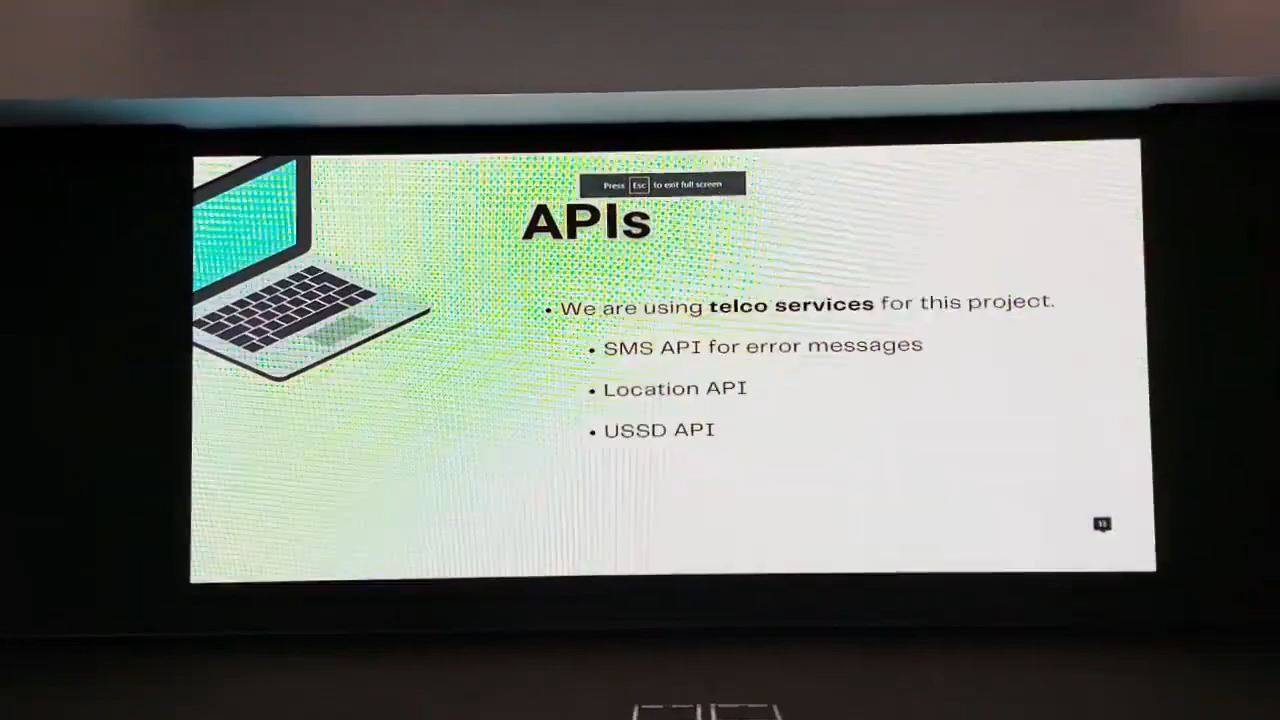 Press Esc to exit full screen
APIs
• We are using telco services for this project.
• SMS API for error messages
• Location API
• USSD API
13